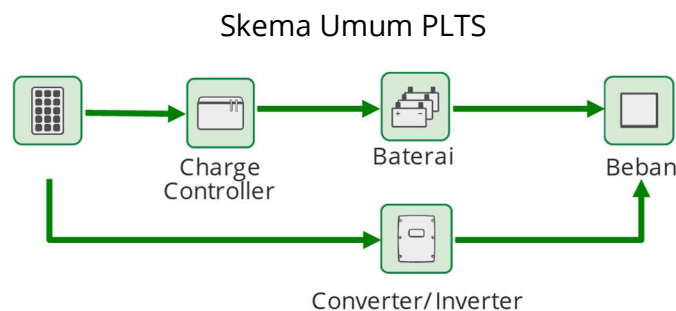 Skema Umum PLTS
Charge
Controller
Baterai
Beban
Converter/Inverter